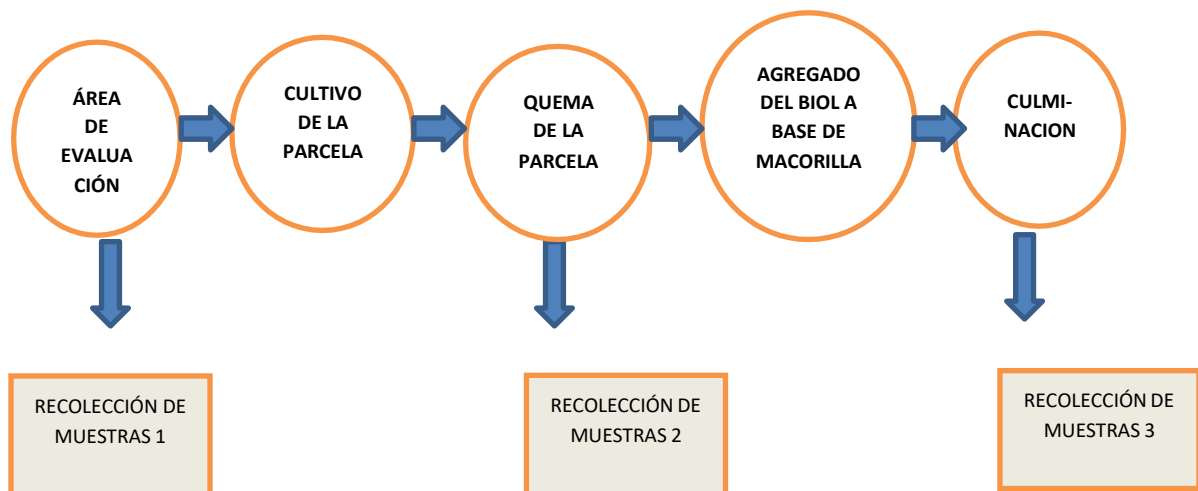 ÁREA
DE
EVALUA
CIÓN
CULTIVO
DE LA
PARCELA
QUEMA
DE LA
PARCELA
AGREGADO
DEL BIOL A
BASE DE
MACORILLA
CULMI-
NACION
RECOLECCIÓN DE
MUESTRAS 1
RECOLECCIÓN DE
MUESTRAS 2
RECOLECCIÓN DE
MUESTRAS 3